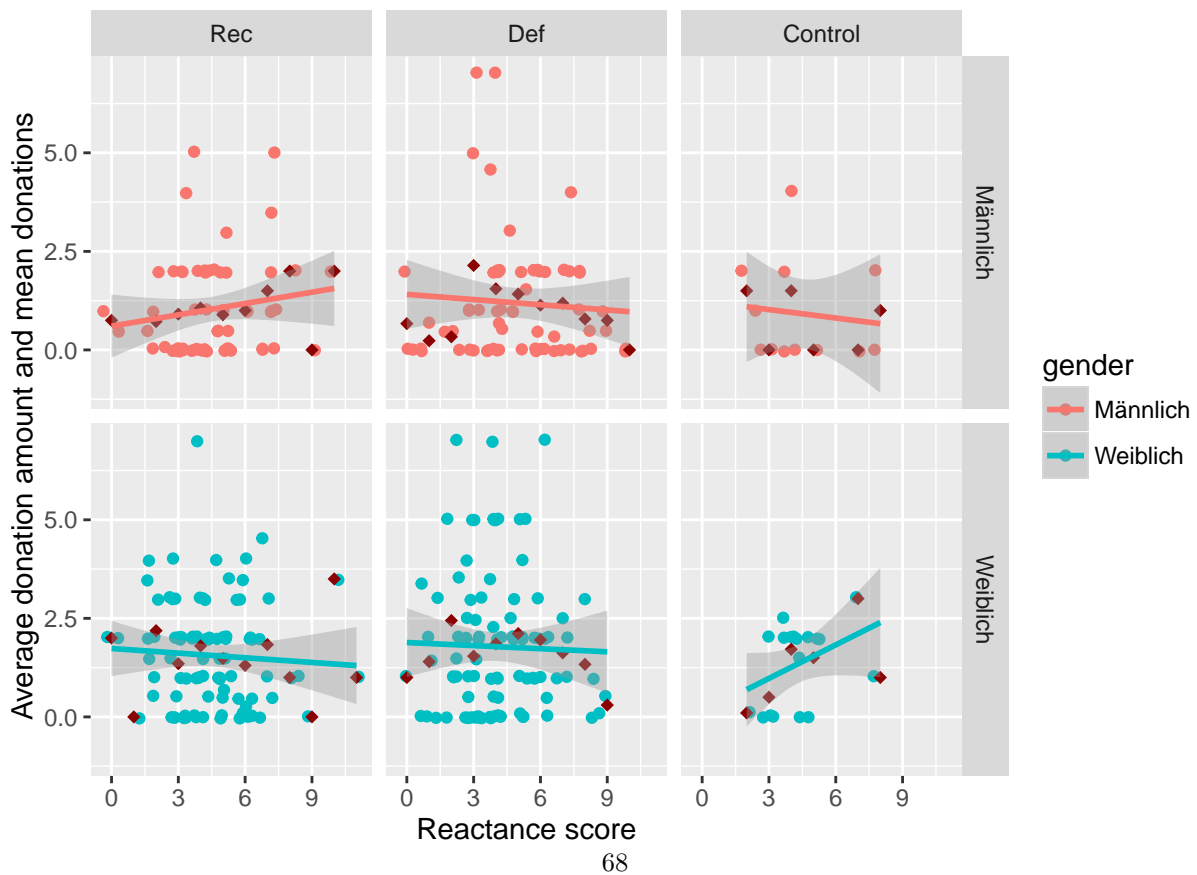 Rec Def Control
Average donation amount and mean donations
5.0
2.5
0.0
Männlich
5.0
2.5
0.0
Weiblich
0 3 6 9 0 3 6 9 0 3 6 9
Reactance score
gender
Männlich
Weiblich
68